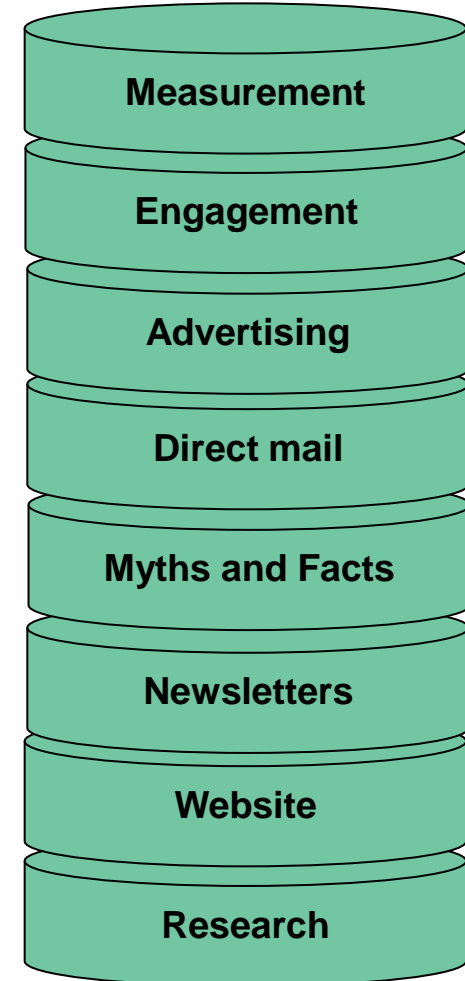 Measurement
Engagement
Advertising
Direct mail
Myths and Facts
Newsletters
Website
Research